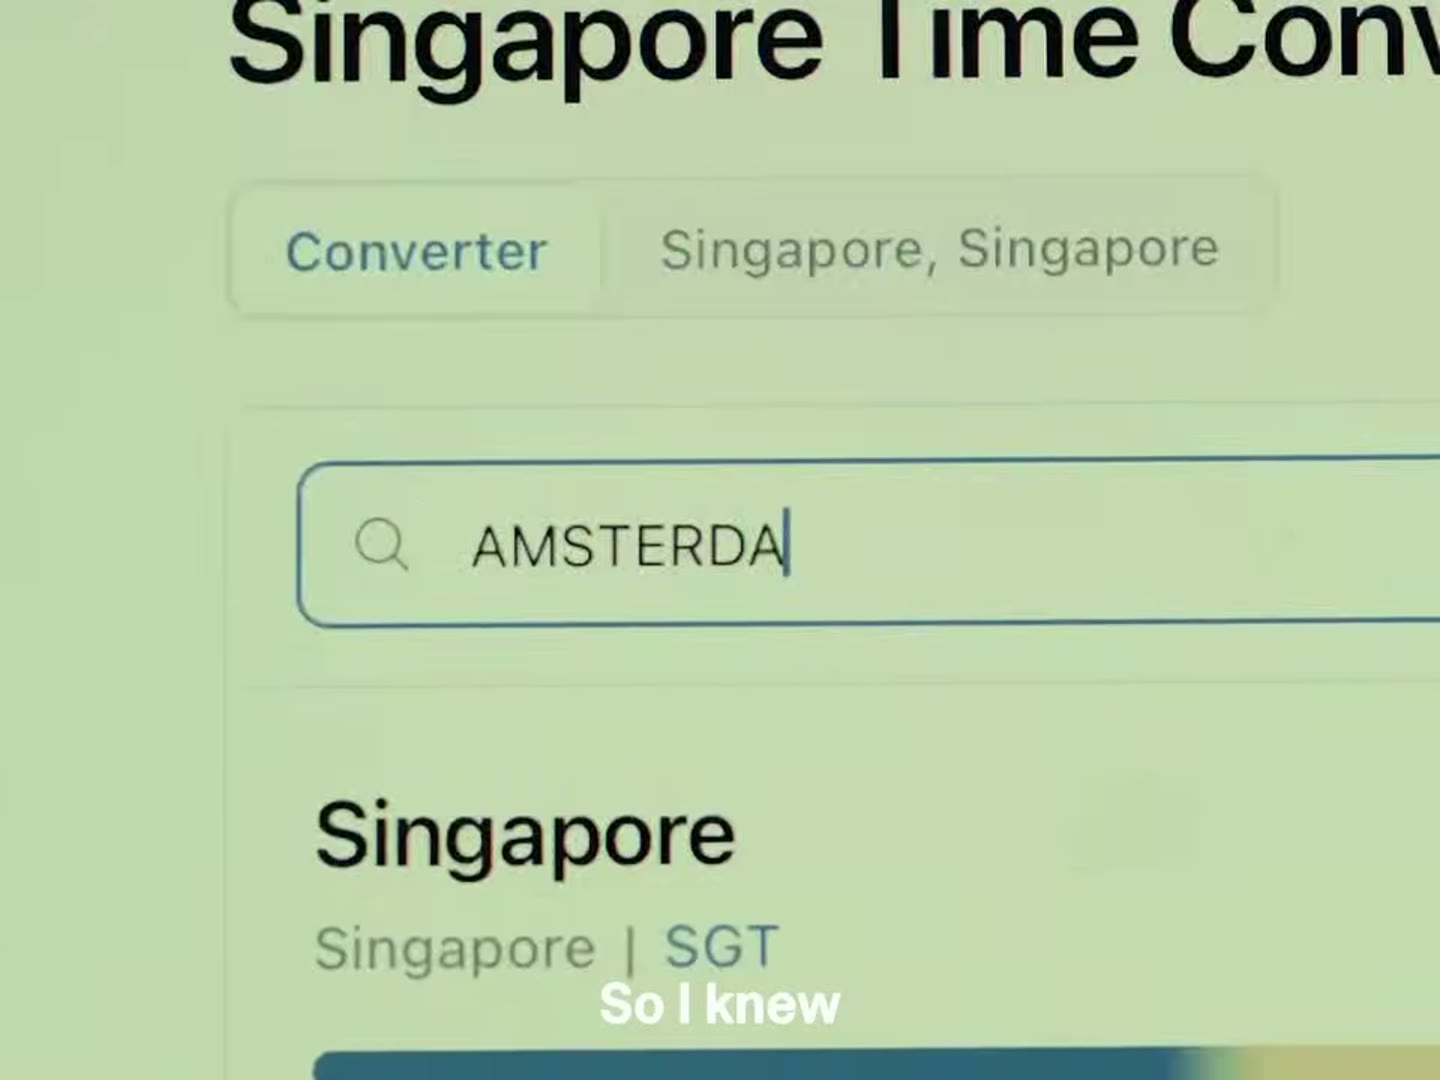 Singapore Time Conv
Converter
Singapore, Singapore
AMSTERDA
Singapore
Singapore | SGT
So I knew